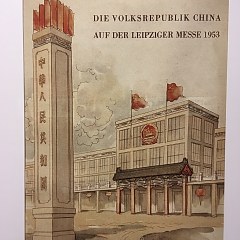 DIE VOLKSREPUBLIK CHINA
AUF DER LEIPZIGER MESSE 1953
中華人民共和國